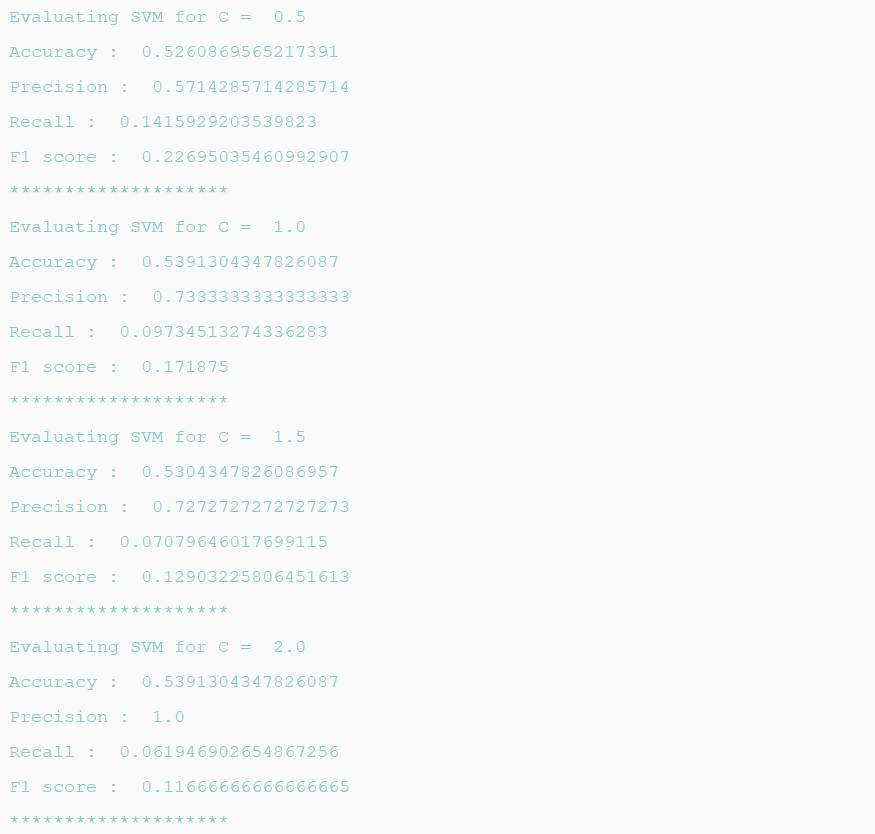 Evaluating SVM for C =  0.5
Accuracy :  0.5260869565217391
Precision :  0.5714285714285714
Recall :  0.1415929203539823
F1 score :  0.22695035460992907
********************
Evaluating SVM for C =  1.0
Accuracy :  0.5391304347826087
Precision :  0.7333333333333333
Recall :  0.09734513274336283
F1 score :  0.171875
********************
Evaluating SVM for C =  1.5
Accuracy :  0.5304347826086957
Precision :  0.7272727272727273
Recall :  0.07079646017699115
F1 score :  0.12903225806451613
********************
Evaluating SVM for C =  2.0
Accuracy :  0.5391304347826087
Precision :  1.0
Recall :  0.061946902654867256
F1 score :  0.11666666666666665
********************